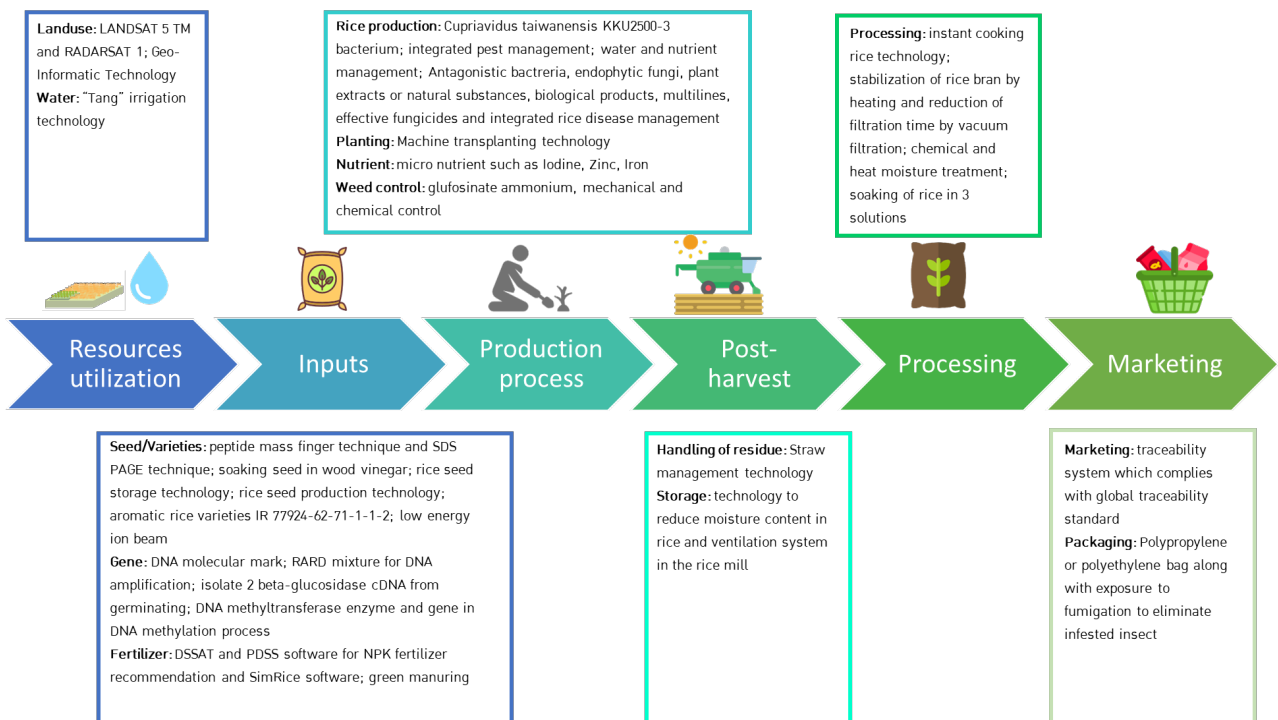 Landuse: LANDSAT 5 TM
and RADARSAT 1; Geo-
Informatic Technology
Water: "Tang" irrigation
technology
Rice production: Cupriavidus taiwanensis KKU2500-3
bacterium; integrated pest management; water and nutrient
management; Antagonistic bactreria, endophytic fungi, plant
extracts or natural substances, biological products, multilines,
effective fungicides and integrated rice disease management
Planting: Machine transplanting technology
Nutrient: micro nutrient such as Iodine, Zinc, Iron
Weed control: glufosinate ammonium, mechanical and
chemical control
Processing: instant cooking
rice technology;
stabilization of rice bran by
heating and reduction of
filtration time by vacuum
filtration; chemical and
heat moisture treatment;
soaking of rice in 3
solutions
Resources
utilization
Inputs
Production
process
Post-
harvest
Processing
Marketing
Seed/Varieties: peptide mass finger technique and SDS
PAGE technique; soaking seed in wood vinegar; rice seed
storage technology; rice seed production technology;
aromatic rice varieties IR 77924-62-71-1-1-2; low energy
ion beam
Gene: DNA molecular mark; RARD mixture for DNA
amplification; isolate 2 beta-glucosidase cDNA from
germinating; DNA methyltransferase enzyme and gene in
DNA methylation process
Fertilizer: DSSAT and PDSS software for NPK fertilizer
recommendation and SimRice software; green manuring
Handling of residue: Straw
management technology
Storage: technology to
reduce moisture content in
rice and ventilation system
in the rice mill
Marketing: traceability
system which complies
with global traceability
standard
Packaging: Polypropylene
or polyethylene bag along
with exposure to
fumigation to eliminate
infested insect